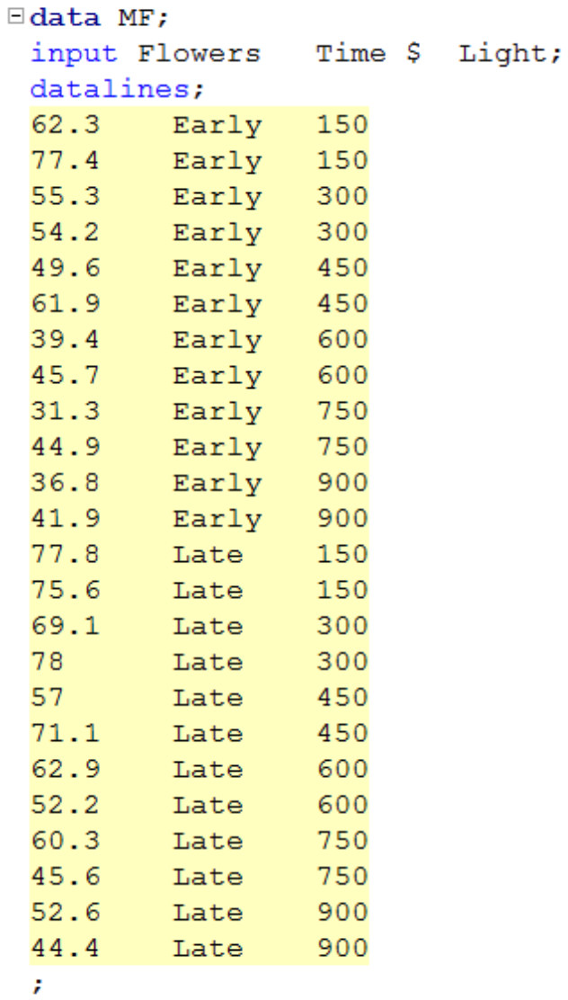 data MF;
input Flowers Time $ Light;
datalines;
62.3 Early 150
77.4 Early 150
55.3 Early 300
54.2 Early 300
49.6 Early 450
61.9 Early 450
39.4 Early 600
45.7 Early 600
31.3 Early 750
44.9 Early 750
36.8 Early 900
41.9 Early 900
77.8 Late 150
75.6 Late 150
69.1 Late 300
78 Late 300
57 Late 450
71.1 Late 450
62.9 Late 600
52.2 Late 600
60.3 Late 750
45.6 Late 750
52.6 Late 900
44.4 Late 900
;